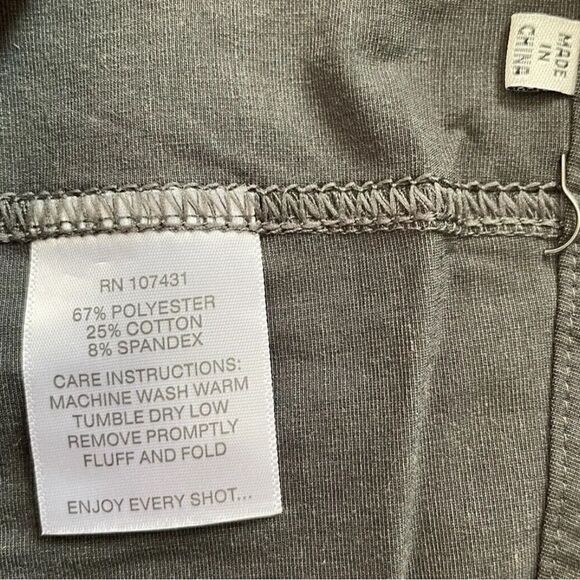 MADE
IN
CHINA
RN 107431
67% POLYESTER
25% COTTON
8% SPANDEX
CARE INSTRUCTIONS:
MACHINE WASH WARM
TUMBLE DRY LOW
REMOVE PROMPTLY
FLUFF AND FOLD
ENJOY EVERY SHOT...